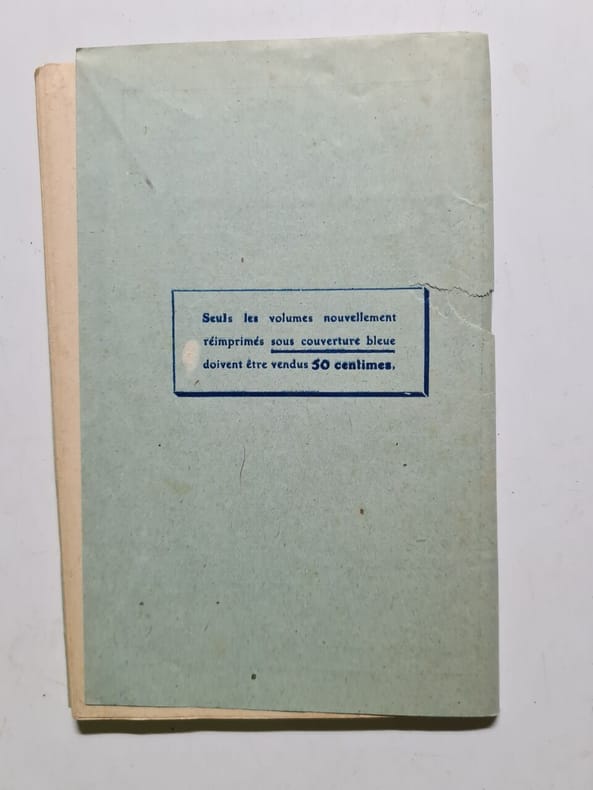 Seuls les volumes nouvellement
réimprimés sous couverture bleue
doivent être vendus 50 centimes.